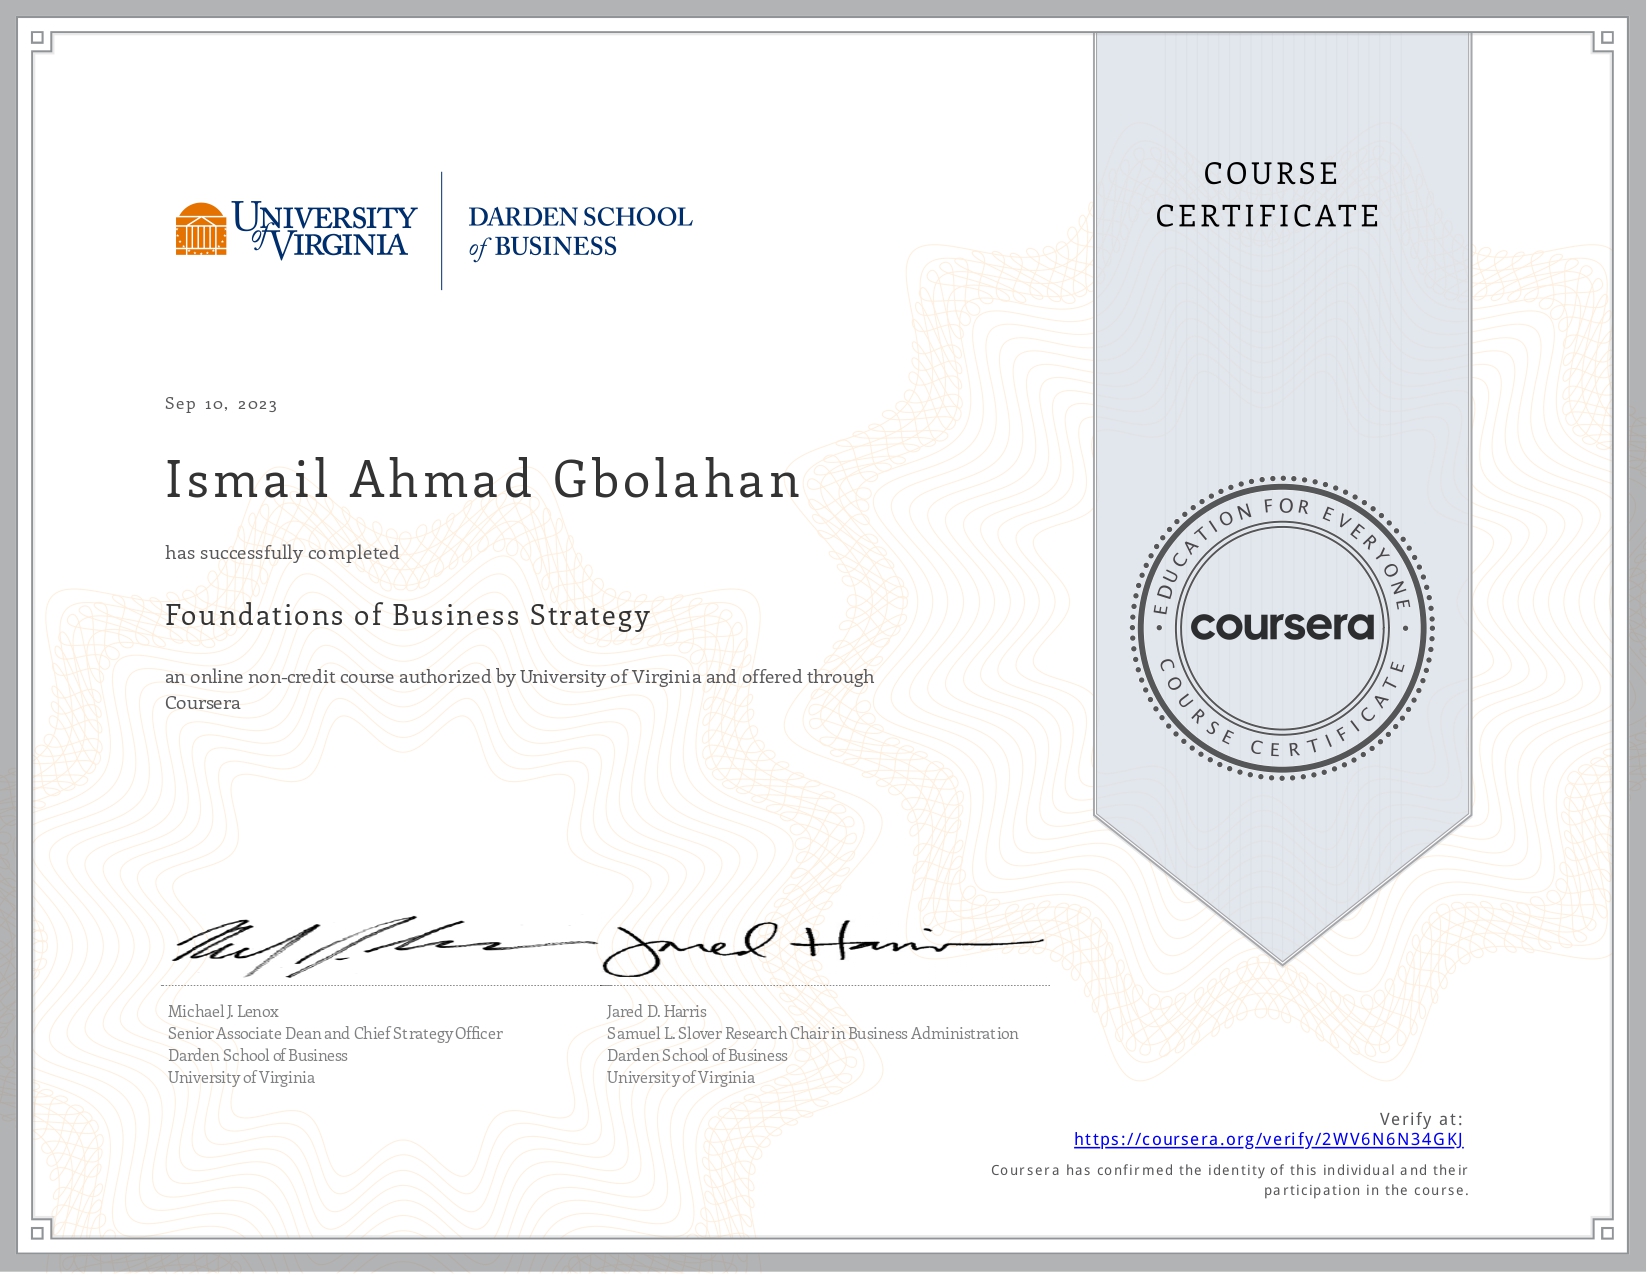 UNIVERSITY
of VIRGINIA
DARDEN SCHOOL
of BUSINESS
COURSE
CERTIFICATE
Sep 10, 2023
Ismail Ahmad Gbolahan
has successfully completed
Foundations of Business Strategy
an online non-credit course authorized by University of Virginia and offered through
Coursera
• EDUCATION FOR EVERYONE •
coursera
COURSE CERTIFICATE
Jared Harris
Michael J. Lenox
Senior Associate Dean and Chief Strategy Officer
Darden School of Business
University of Virginia
Jared D. Harris
Samuel L. Slover Research Chair in Business Administration
Darden School of Business
University of Virginia
Verify at:
https://coursera.org/verify/2WV6N6N34GKJ
Coursera has confirmed the identity of this individual and their
participation in the course.